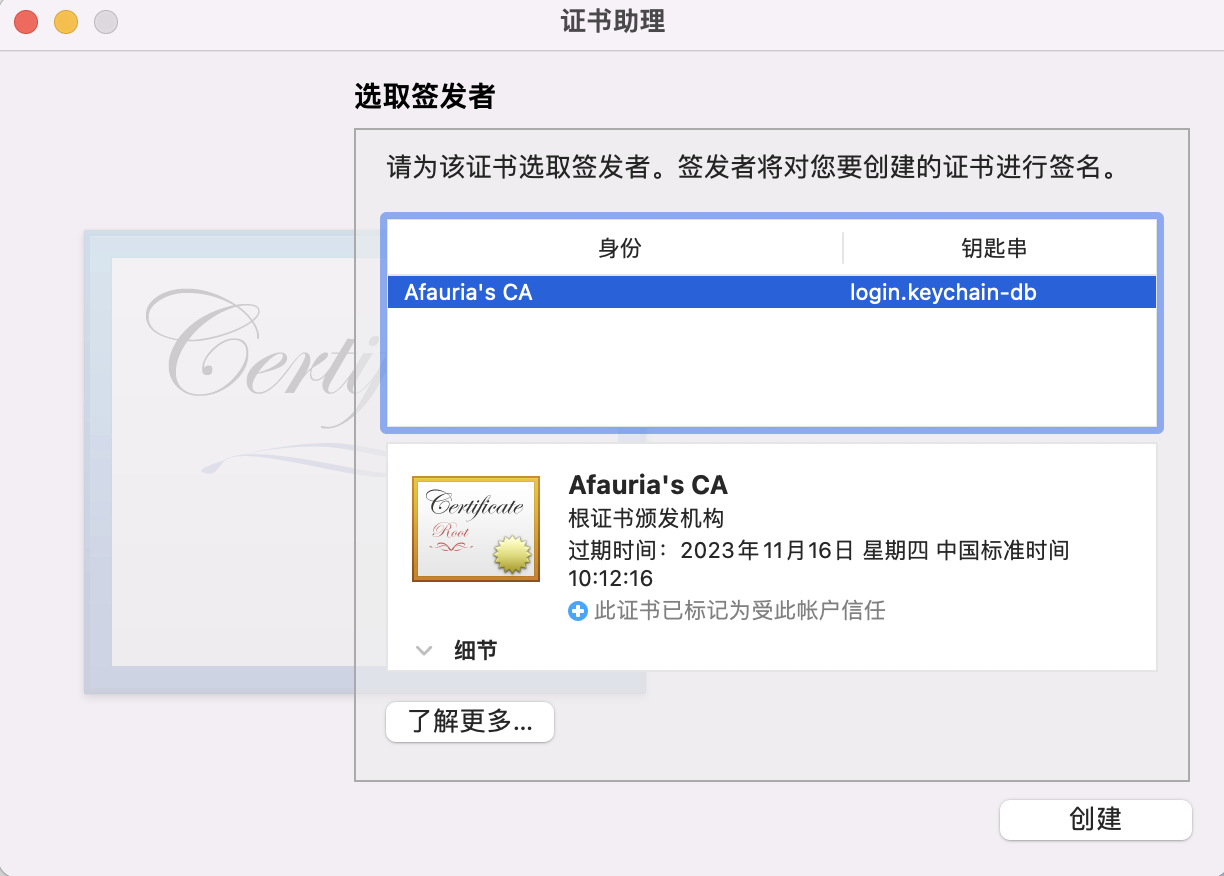 证书助理
选取签发者
请为该证书选取签发者。签发者将对您要创建的证书进行签名。
身份 钥匙串
Afauria's CA login.keychain-db
Certif
Certificate
Root
Afauria's CA
根证书颁发机构
过期时间：2023年11月16日 星期四 中国标准时间
10:12:16
此证书已标记为受此帐户信任
细节
了解更多...
创建